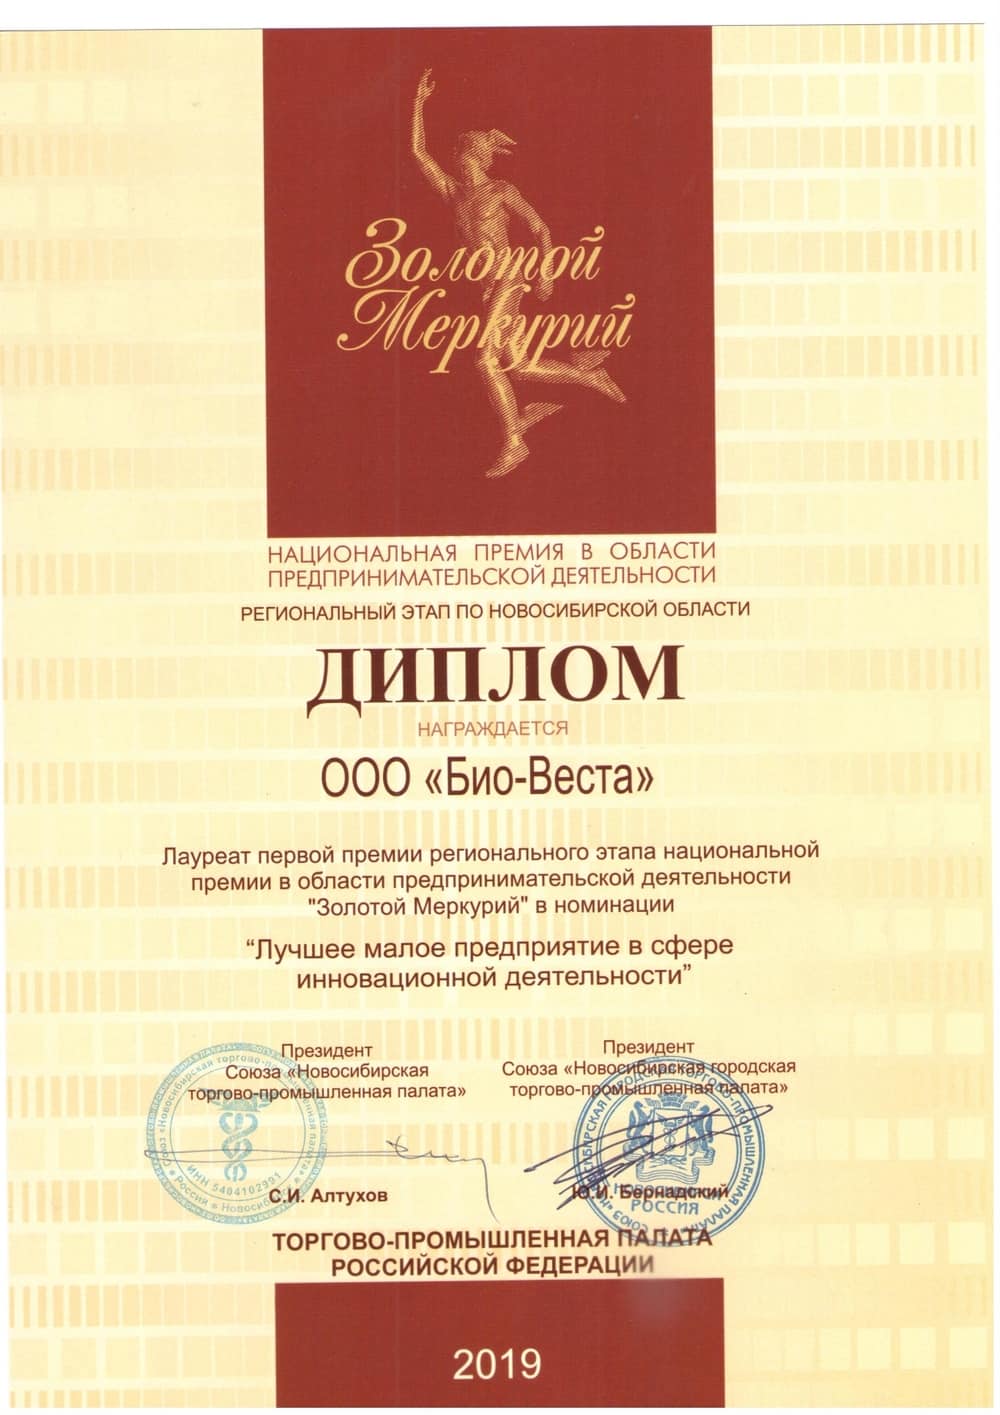 Золотой
Меркурий
НАЦИОНАЛЬНАЯ ПРЕМИЯ В ОБЛАСТИ
ПРЕДПРИНИМАТЕЛЬСКОЙ ДЕЯТЕЛЬНОСТИ
РЕГИОНАЛЬНЫЙ ЭТАП ПО НОВОСИБИРСКОЙ ОБЛАСТИ
ДИПЛОМ
НАГРАЖДАЕТСЯ
ООО «Био-Веста»
Лауреат первой премии регионального этапа национальной
премии в области предпринимательской деятельности
"Золотой Меркурий" в номинации
“Лучшее малое предприятие в сфере
инновационной деятельности”
Президент
Союза «Новосибирская
торгово-промышленная палата»
С.И. Алтухов
Президент
Союза «Новосибирская городская
торгово-промышленная палата»
Ю.И. Бернадский
ИНН 5404102991
РОССИЯ
ТОРГОВО-ПРОМЫШЛЕННАЯ ПАЛАТА
РОССИЙСКОЙ ФЕДЕРАЦИИ
2019